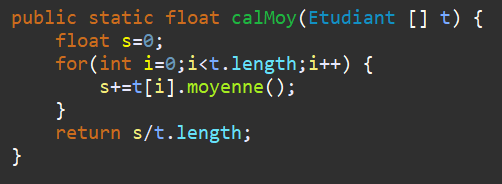 public static float calMoy(Etudiant [] t) {
    float s=0;
    for(int i=0;i<t.length;i++) {
        s+=t[i].moyenne();
    }
    return s/t.length;
}